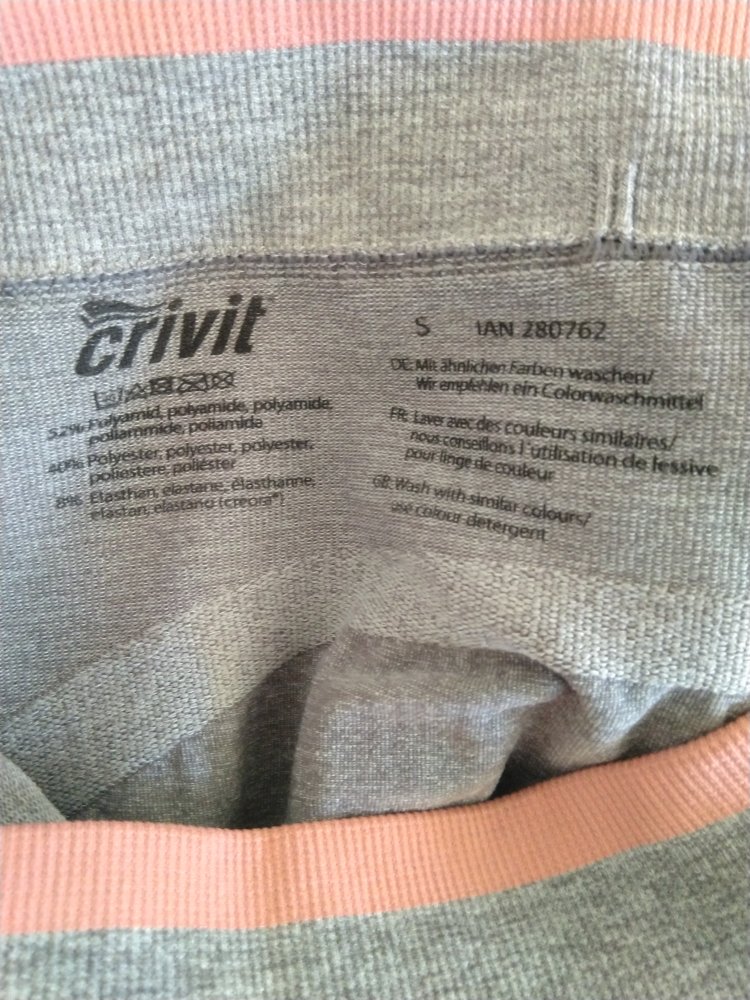 crivit
52% Polyamid, polyamide, polyamide,
poliammide, poliamida
40% Polyester, polyester, polyester,
poliestere, poliéster
8% Elasthan, elastane, élasthanne,
elastan, elastano (creora®)
S IAN 280762
DE: Mit ähnlichen Farben waschen/
Wir empfehlen ein Colorwaschmittel
FR: Laver avec des couleurs similaires/
nous conseillons l'utilisation de lessive
pour linge de couleur
GB: Wash with similar colours/
use colour detergent